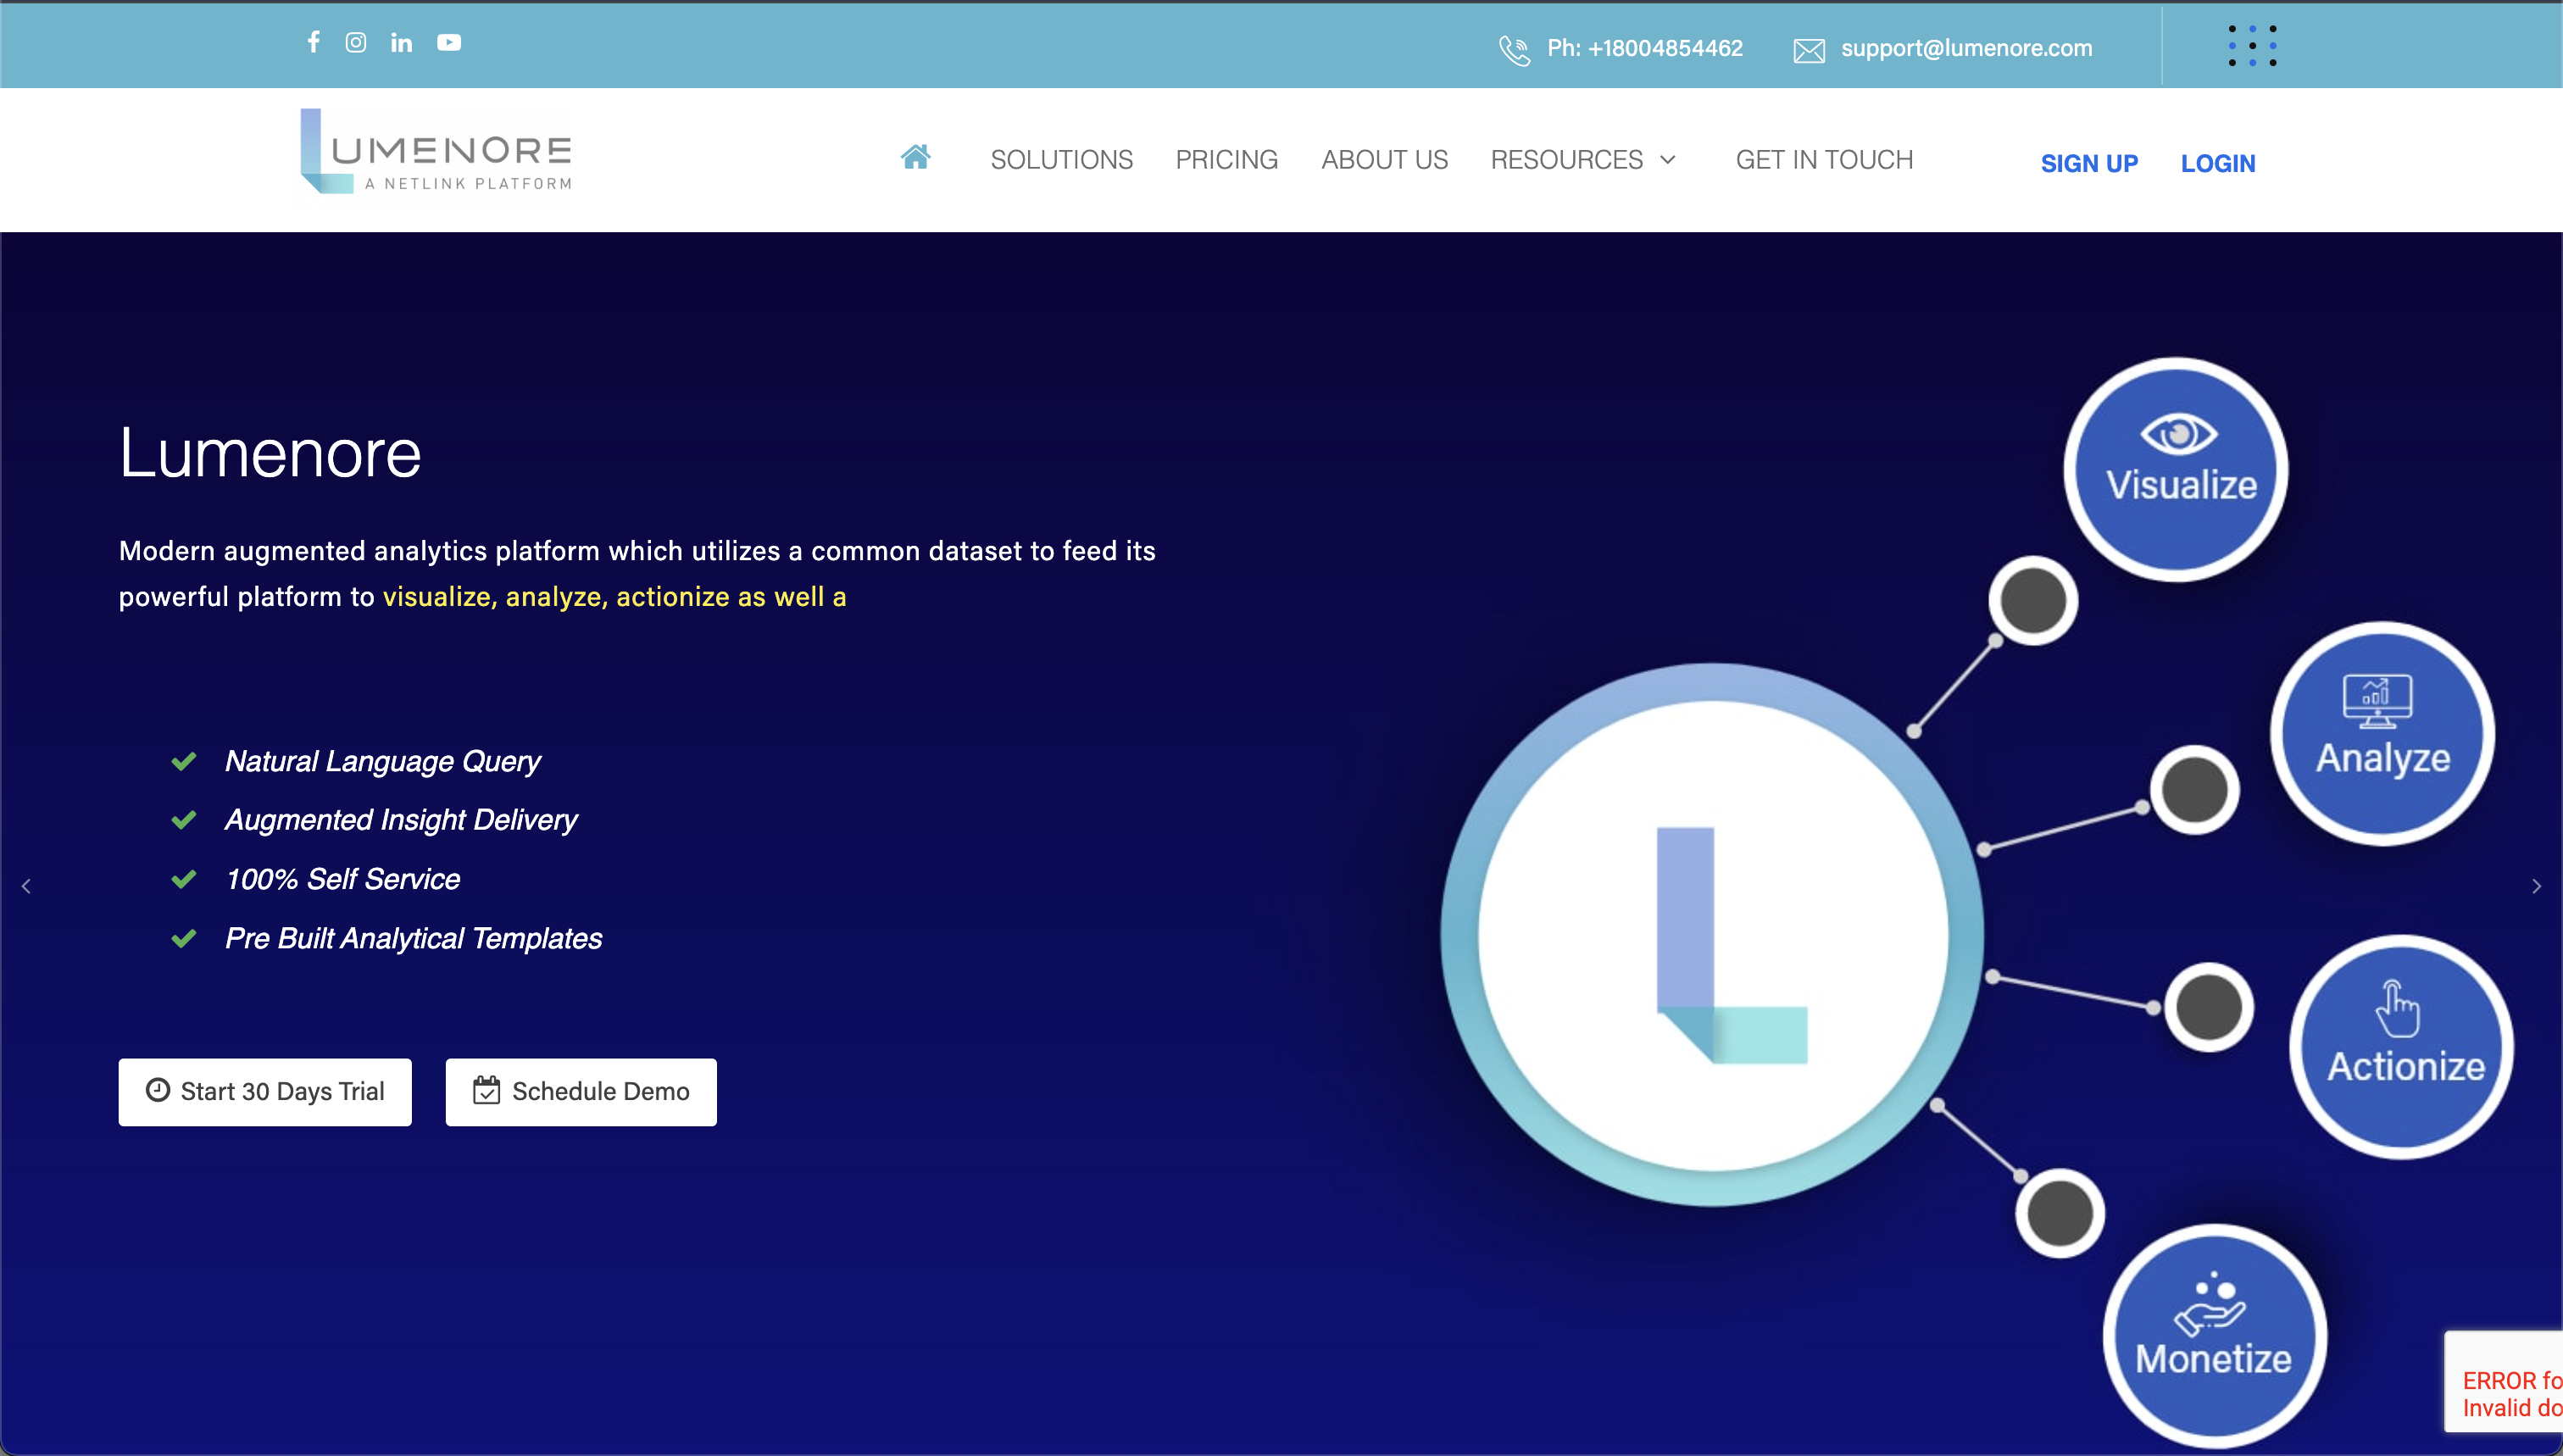 Ph: +18004854462
support@lumenore.com
LUMENORE
A NETLINK PLATFORM
SOLUTIONS
PRICING
ABOUT US
RESOURCES
GET IN TOUCH
SIGN UP
LOGIN
Lumenore
Modern augmented analytics platform which utilizes a common dataset to feed its
powerful platform to visualize, analyze, actionize as well a
Natural Language Query
Augmented Insight Delivery
100% Self Service
Pre Built Analytical Templates
Start 30 Days Trial
Schedule Demo
Visualize
Analyze
Actionize
Monetize
ERROR fo
Invalid do